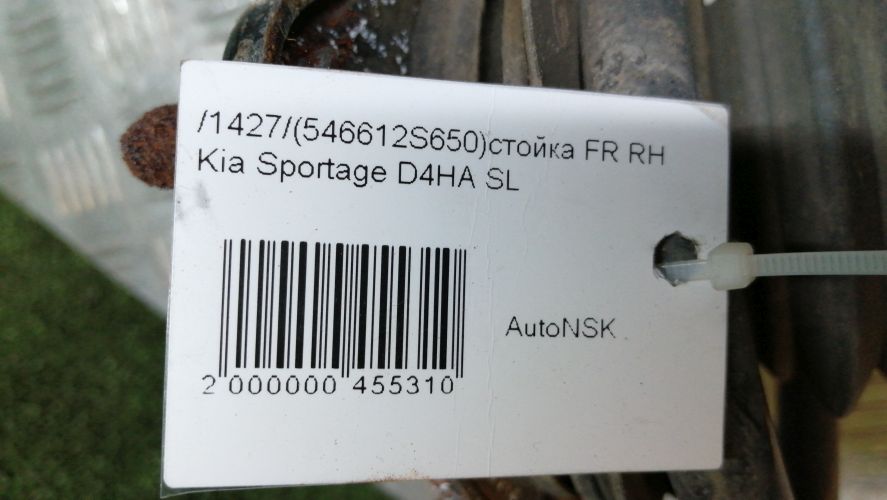 /1427/(546612S650)стойка FR RH
Kia Sportage D4HA SL
AutoNSK
2 000000 455310